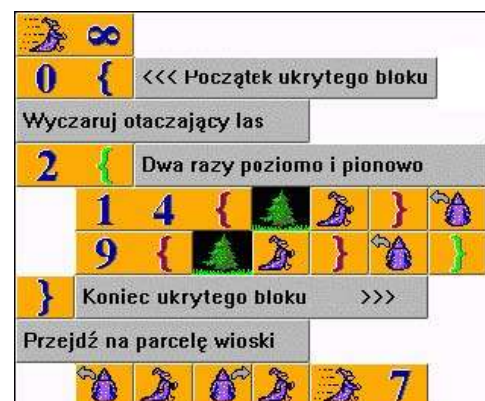 ∞
0 { <<< Początek ukrytego bloku
Wyczaruj otaczający las
2 { Dwa razy poziomo i pionowo
1 4 { }
9 { } }
} Koniec ukrytego bloku >>>
Przejdź na parcelę wioski
7